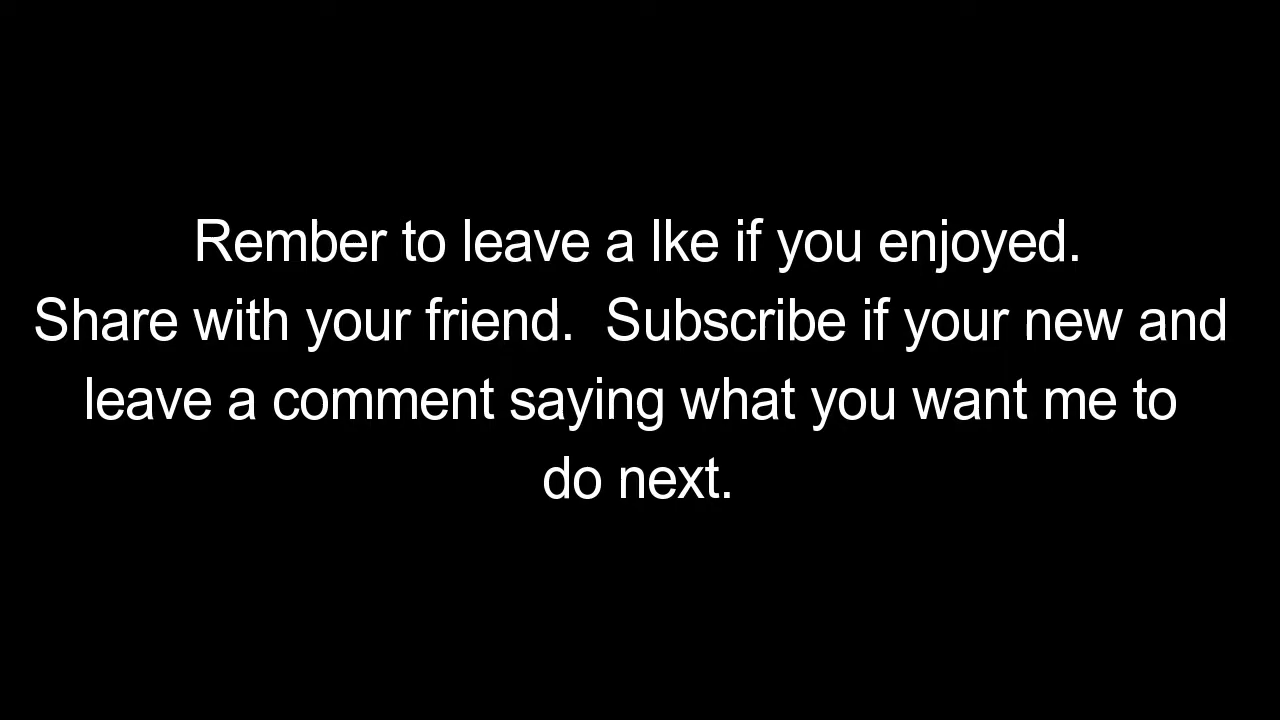 Rember to leave a lke if you enjoyed.
Share with your friend.  Subscribe if your new and
leave a comment saying what you want me to
do next.